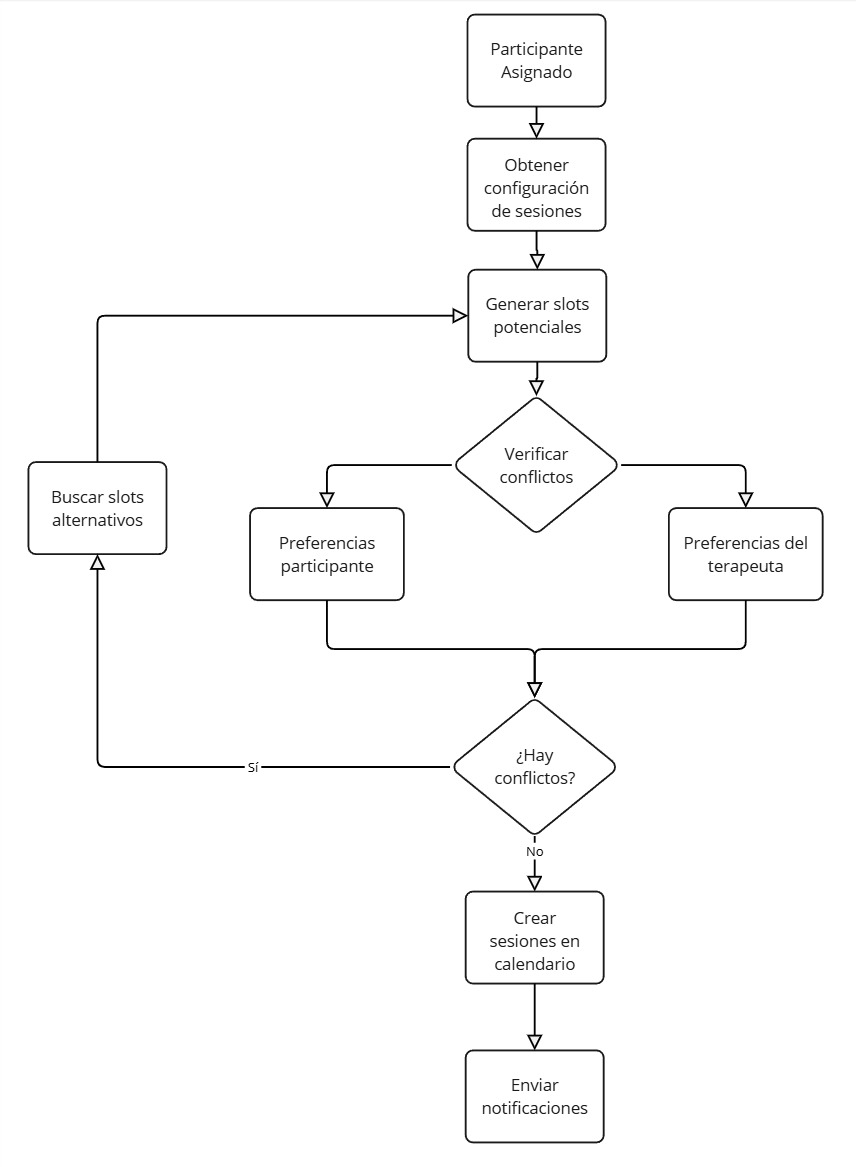 Participante
Asignado
Obtener
configuración
de sesiones
Generar slots
potenciales
Verificar
conflictos
Buscar slots
alternativos
Preferencias
participante
Preferencias del
terapeuta
¿Hay
conflictos?
Sí
No
Crear
sesiones en
calendario
Enviar
notificaciones